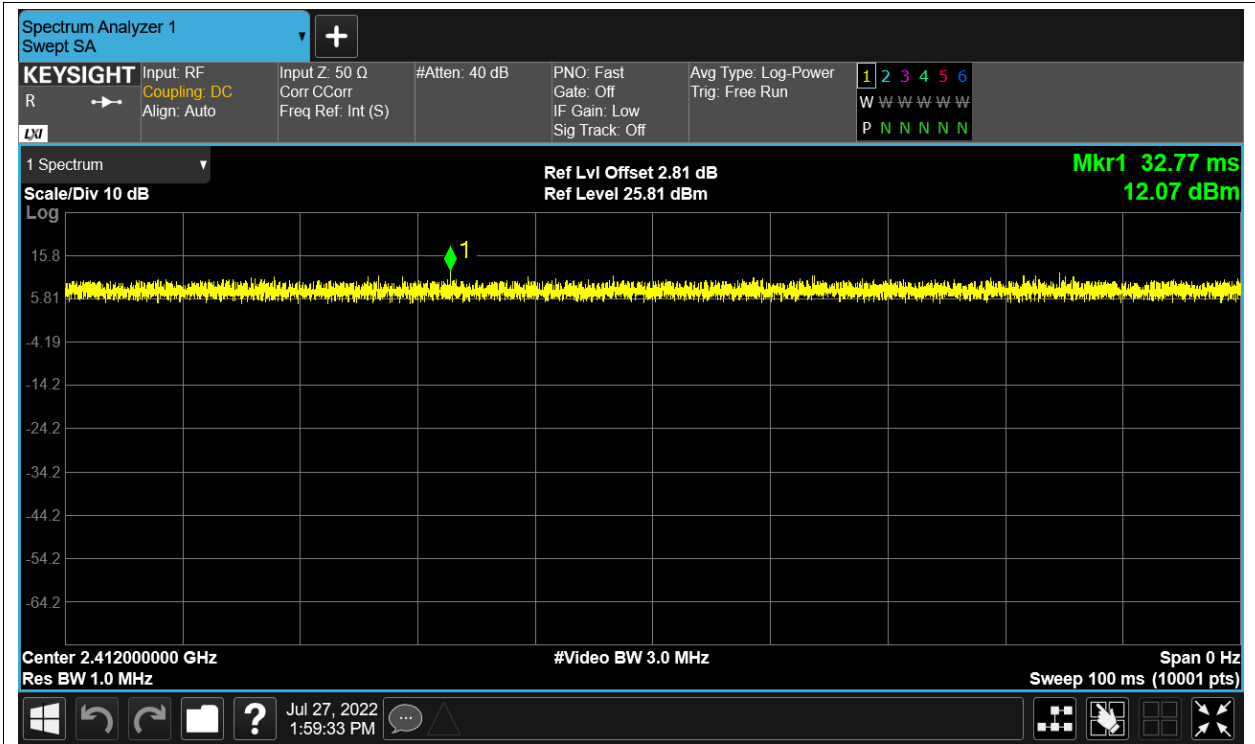 Spectrum Analyzer 1
Swept SA
KEYSIGHT
R
LXI
Input: RF
Coupling: DC
Align: Auto
Input Z: 50 Ω
Corr CCorr
Freq Ref: Int (S)
#Atten: 40 dB
PNO: Fast
Gate: Off
IF Gain: Low
Sig Track: Off
Avg Type: Log-Power
Trig: Free Run
1 2 3 4 5 6
W W W W W W
P N N N N N
1 Spectrum
Scale/Div 10 dB
Ref Lvl Offset 2.81 dB
Ref Level 25.81 dBm
Mkr1 32.77 ms
12.07 dBm
Log
1
15.8
5.81
-4.19
-14.2
-24.2
-34.2
-44.2
-54.2
-64.2
Center 2.412000000 GHz
#Video BW 3.0 MHz
Span 0 Hz
Res BW 1.0 MHz
Sweep 100 ms (10001 pts)
?
Jul 27, 2022
1:59:33 PM